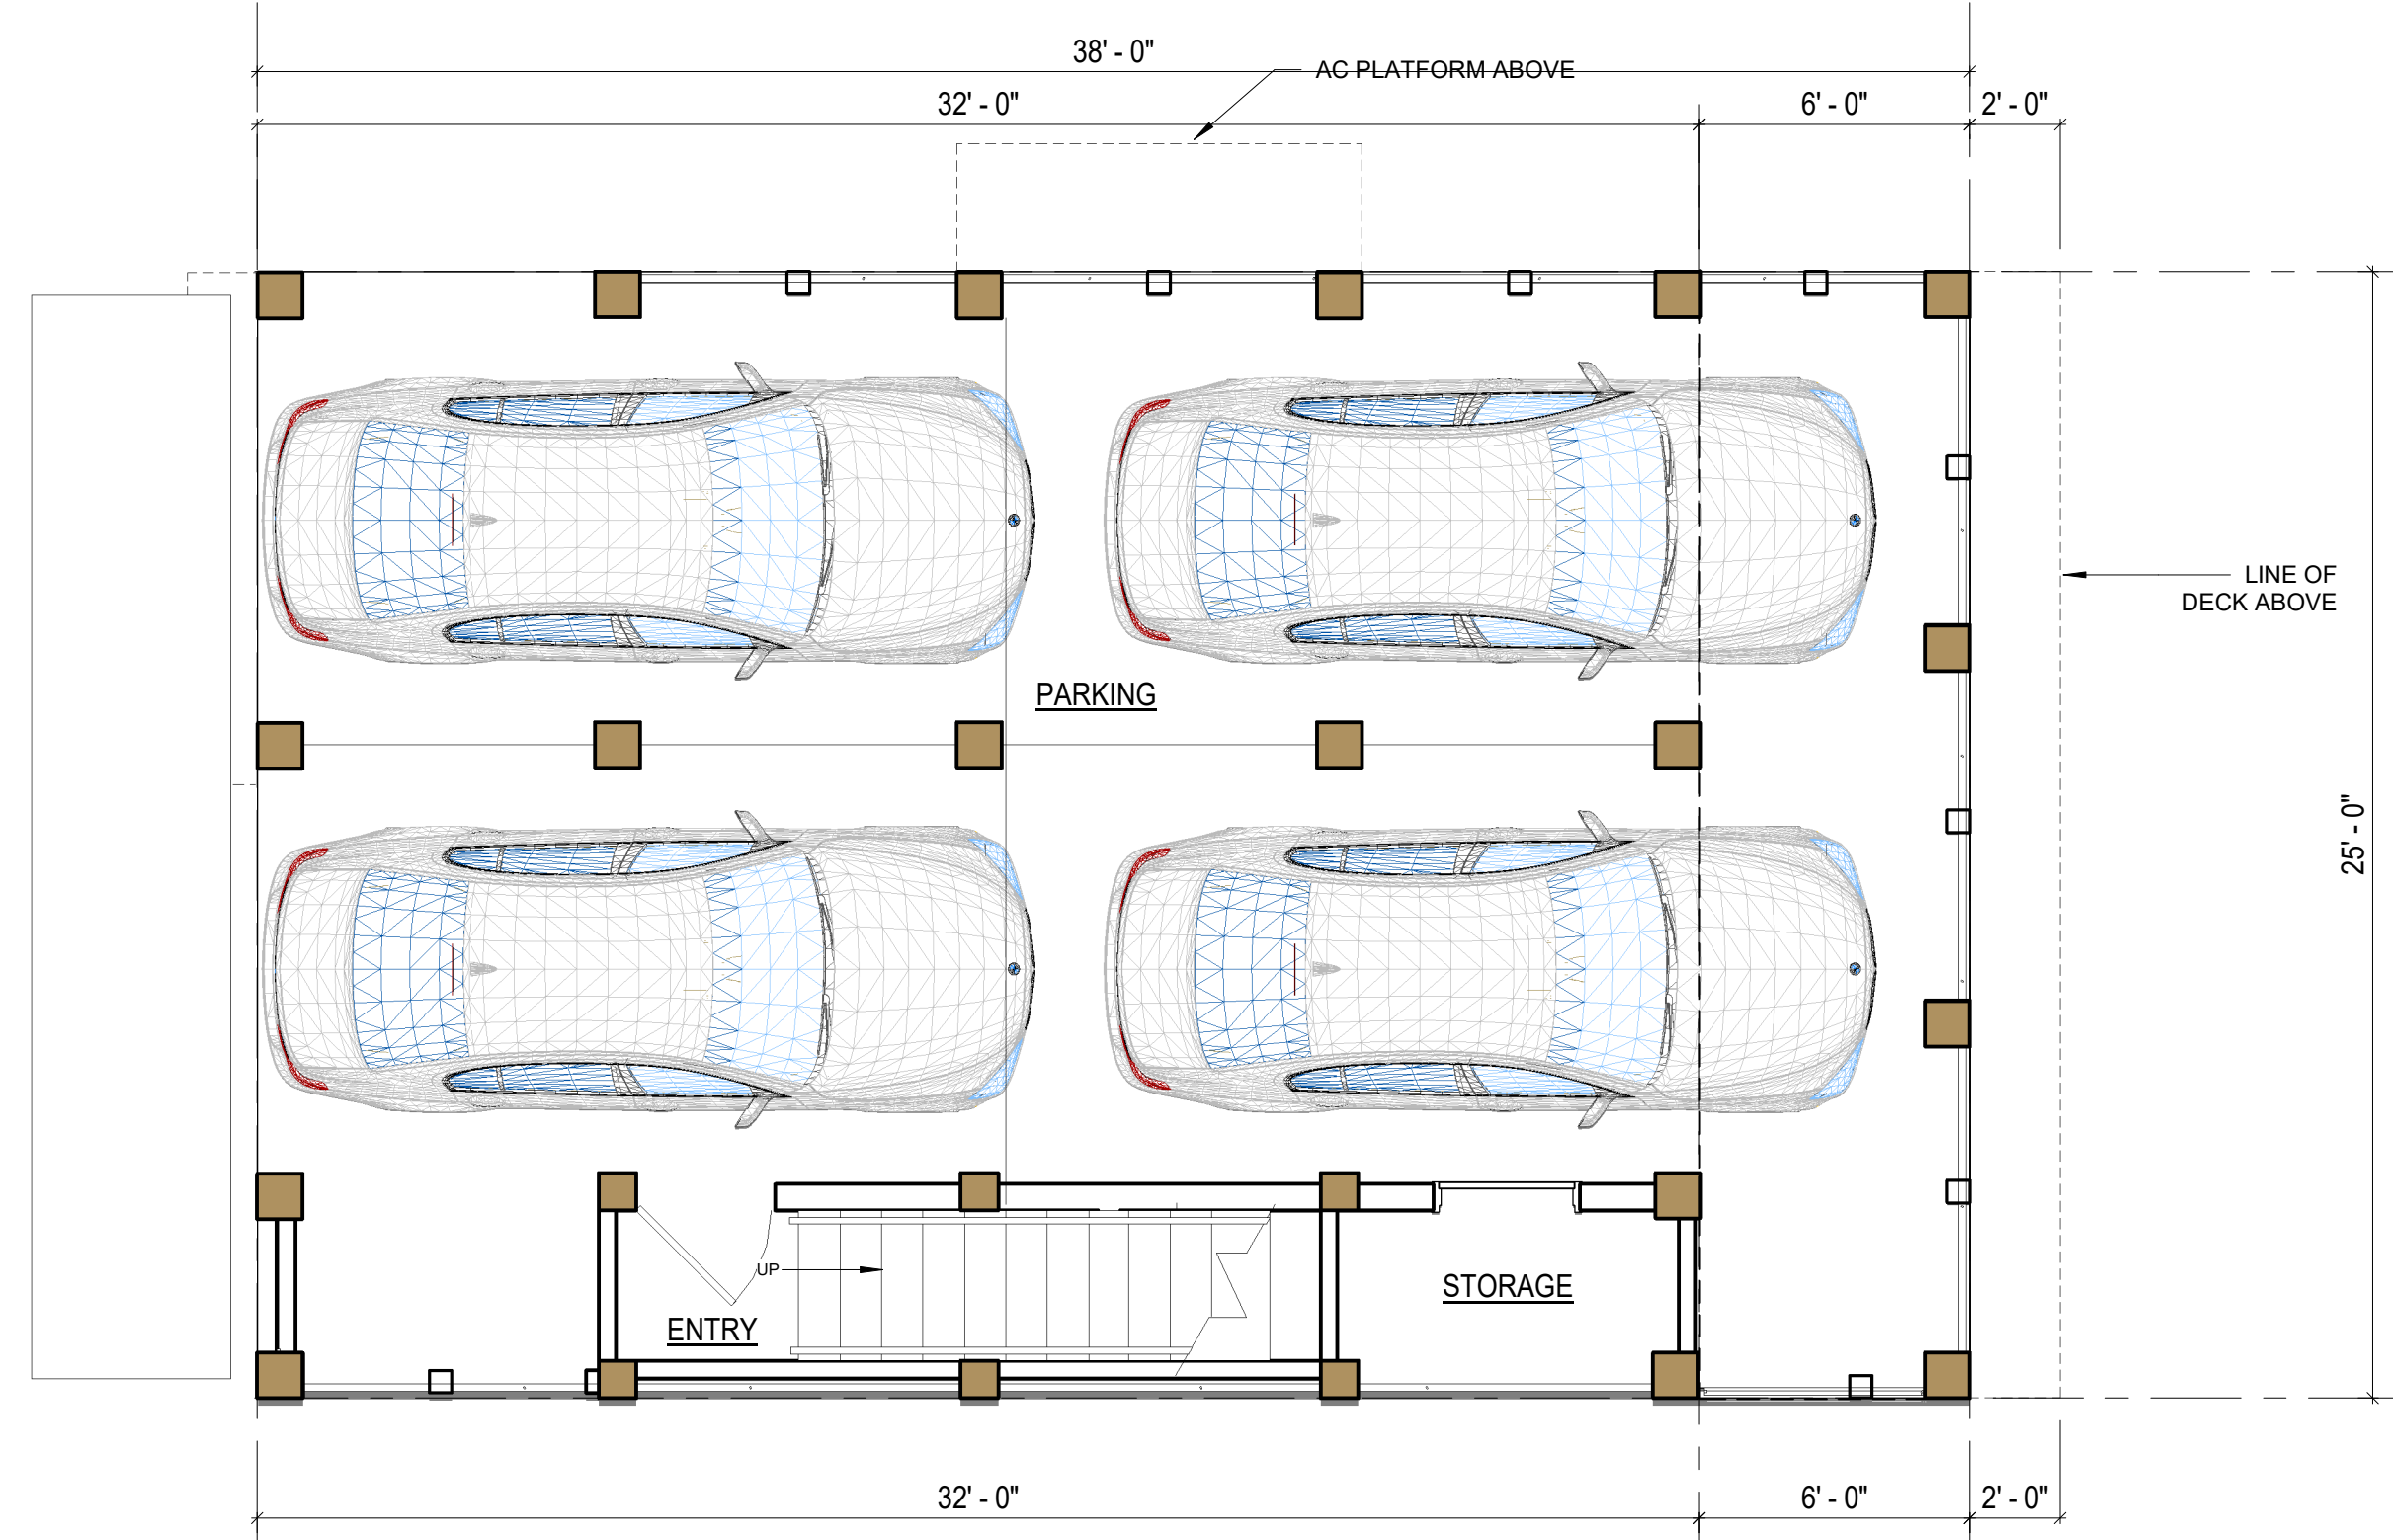 38' - 0"
AC PLATFORM ABOVE
32' - 0"
6' - 0"
2' - 0"
LINE OF
DECK ABOVE
PARKING
25' - 0"
UP
STORAGE
ENTRY
32' - 0"
6' - 0"
2' - 0"